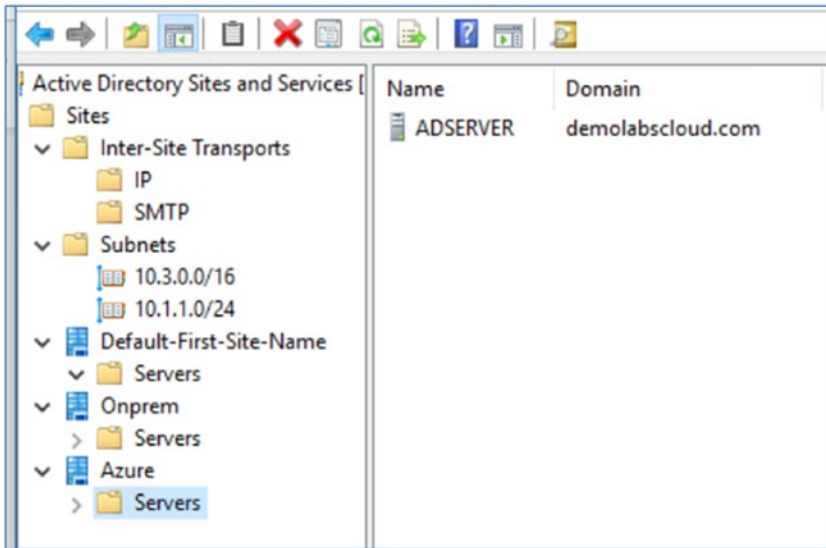 Active Directory Sites and Services [
Sites
Inter-Site Transports
IP
SMTP
Subnets
10.3.0.0/16
10.1.1.0/24
Default-First-Site-Name
Servers
Onprem
Servers
Azure
Servers
Name Domain
ADSERVER demolabscloud.com